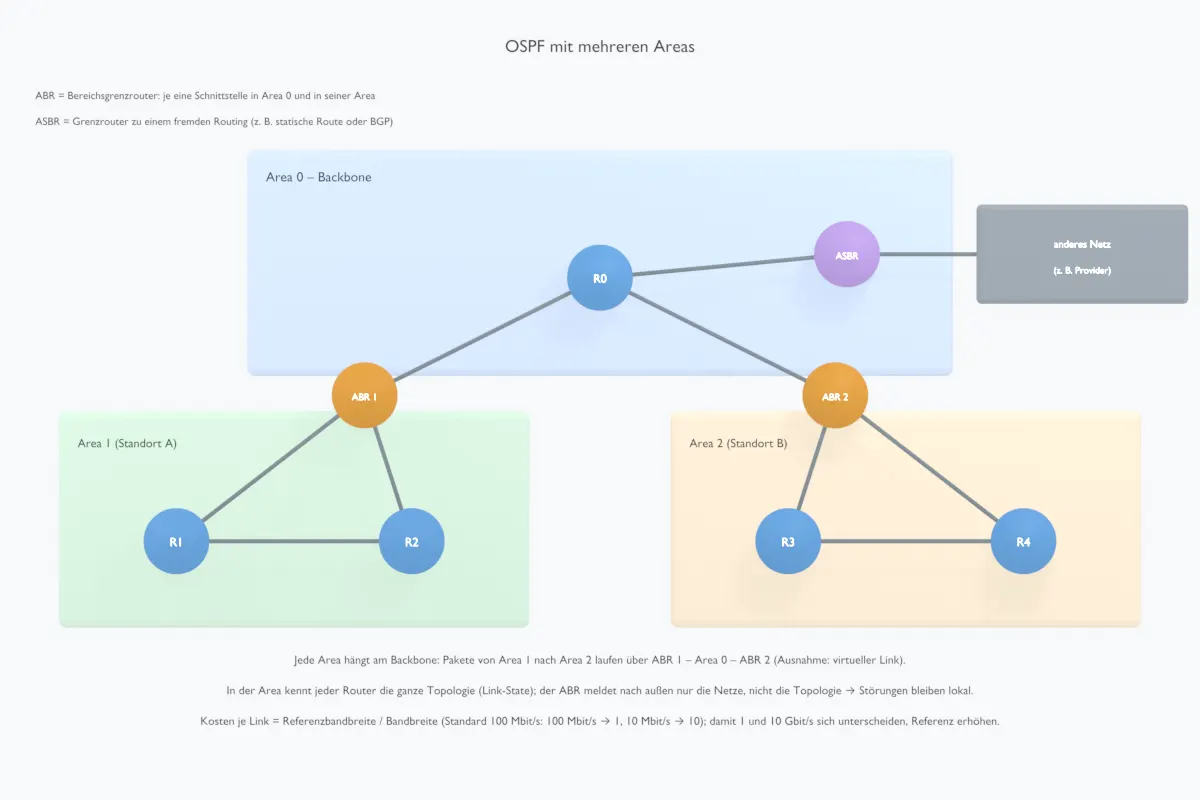 OSPF mit mehreren Areas
ABR = Bereichsgrenzrouter: je eine Schnittstelle in Area 0 und in seiner Area
ASBR = Grenzrouter zu einem fremden Routing (z. B. statische Route oder BGP)
Area 0 – Backbone
R0
ASBR
anderes Netz
(z. B. Provider)
ABR 1
ABR 2
Area 1 (Standort A)
Area 2 (Standort B)
R1
R2
R3
R4
Jede Area hängt am Backbone: Pakete von Area 1 nach Area 2 laufen über ABR 1 – Area 0 – ABR 2 (Ausnahme: virtueller Link).
In der Area kennt jeder Router die ganze Topologie (Link-State); der ABR meldet nach außen nur die Netze, nicht die Topologie → Störungen bleiben lokal.
Kosten je Link = Referenzbandbreite / Bandbreite (Standard 100 Mbit/s: 100 Mbit/s → 1, 10 Mbit/s → 10); damit 1 und 10 Gbit/s sich unterscheiden, Referenz erhöhen.